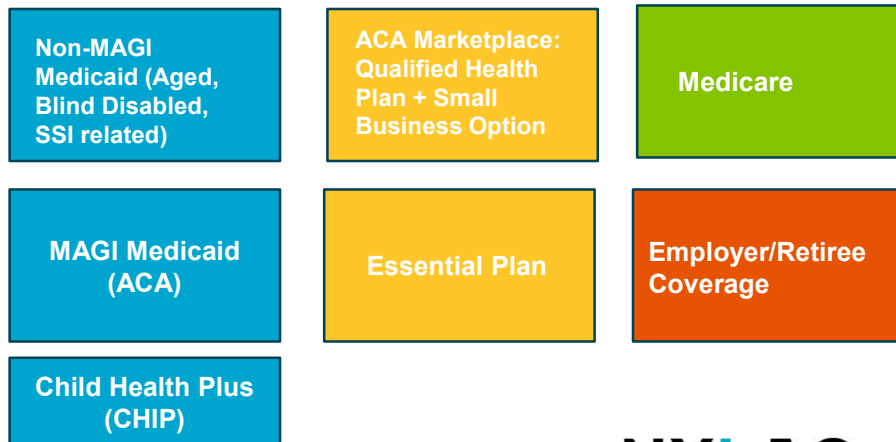 Non-MAGI
Medicaid (Aged,
Blind Disabled,
SSI related)
ACA Marketplace:
Qualified Health
Plan + Small
Business Option
Medicare
MAGI Medicaid
(ACA)
Essential Plan
Employer/Retiree
Coverage
Child Health Plus
(CHIP)